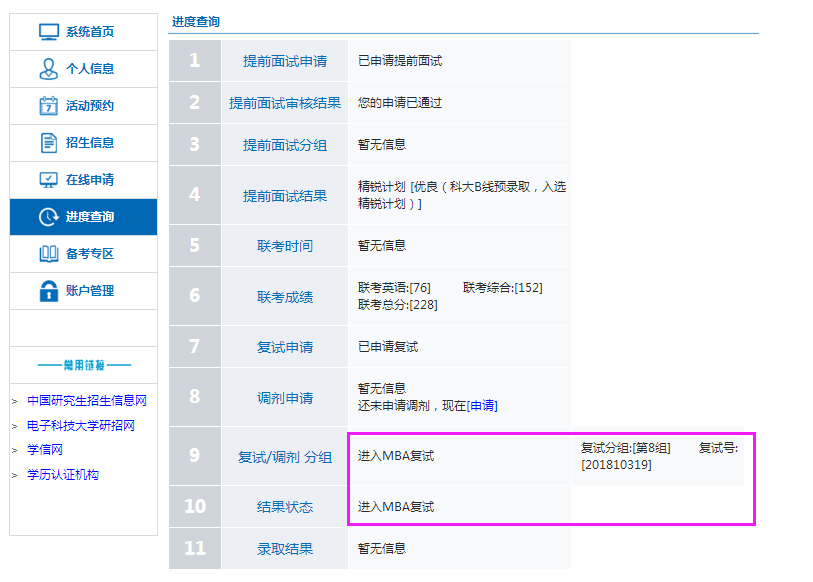 系统首页
个人信息
7
活动预约
招生信息
在线申请
进度查询
备考专区
账户管理
常用链接
> 中国研究生招生信息网
> 电子科技大学研招网
> 学信网
> 学历认证机构
进度查询
1 提前面试申请 已申请提前面试
2 提前面试审核结果 您的申请已通过
3 提前面试分组 暂无信息
4 提前面试结果 精锐计划 [优良（科大B线预录取，入选
精锐计划）]
5 联考时间 暂无信息
6 联考成绩 联考英语:[76] 联考综合:[152]
联考总分:[228]
7 复试申请 已申请复试
8 调剂申请 暂无信息
还未申请调剂，现在[申请]
9 复试/调剂 分组 进入MBA复试 复试分组:[第8组] 复试号:
[201810319]
10 结果状态 进入MBA复试
11 录取结果 暂无信息